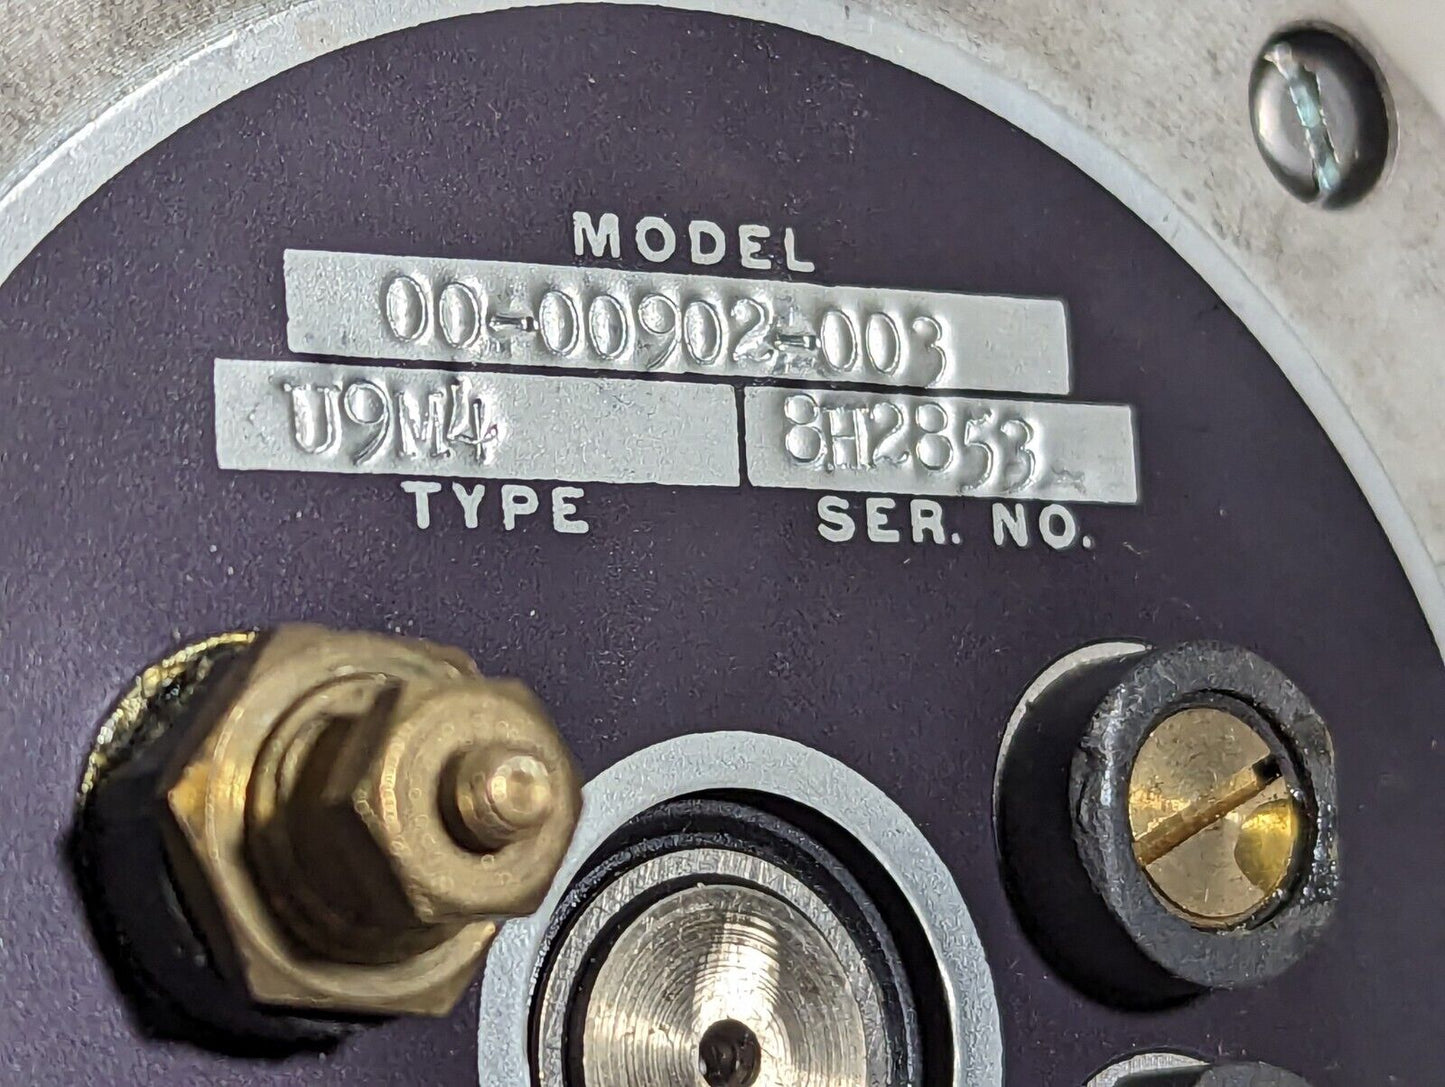 MODEL
00-00902-003
U9M4 8H2853
TYPE SER. NO.